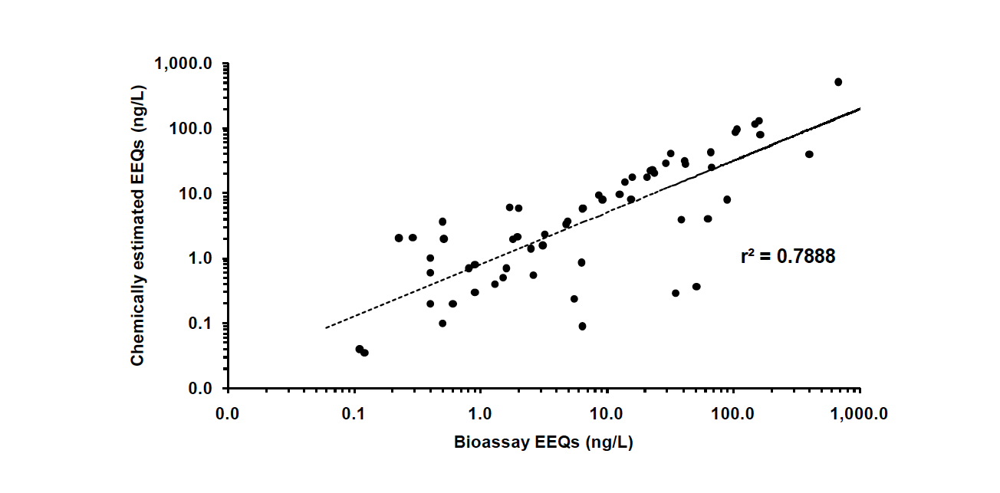 1,000.0
100.0
10.0
1.0
0.1
0.0
Chemically estimated EEQs (ng/L)
r² = 0.7888
0.0 0.1 1.0 10.0 100.0 1,000.0
Bioassay EEQs (ng/L)